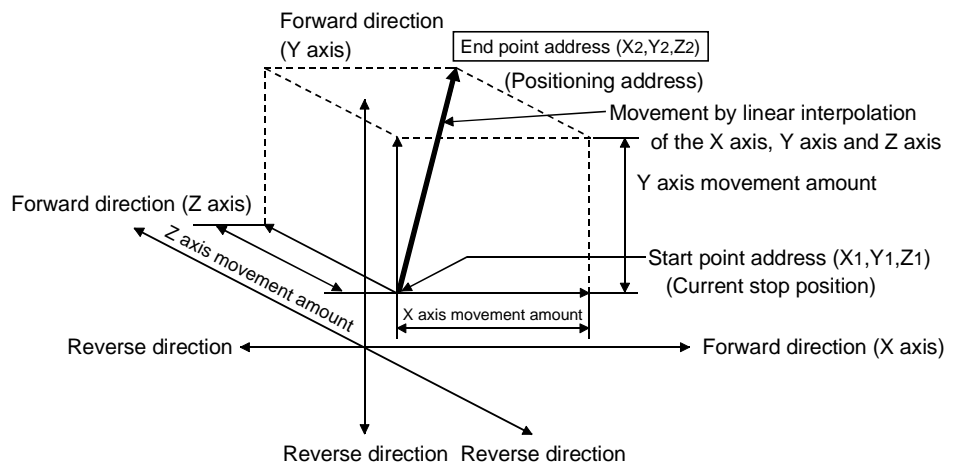 Forward direction
(Y axis)
End point address (X2,Y2,Z2)
(Positioning address)
Movement by linear interpolation
of the X axis, Y axis and Z axis
Y axis movement amount
Forward direction (Z axis)
Z axis movement amount
Start point address (X1,Y1,Z1)
(Current stop position)
X axis movement amount
Reverse direction
Forward direction (X axis)
Reverse direction
Reverse direction